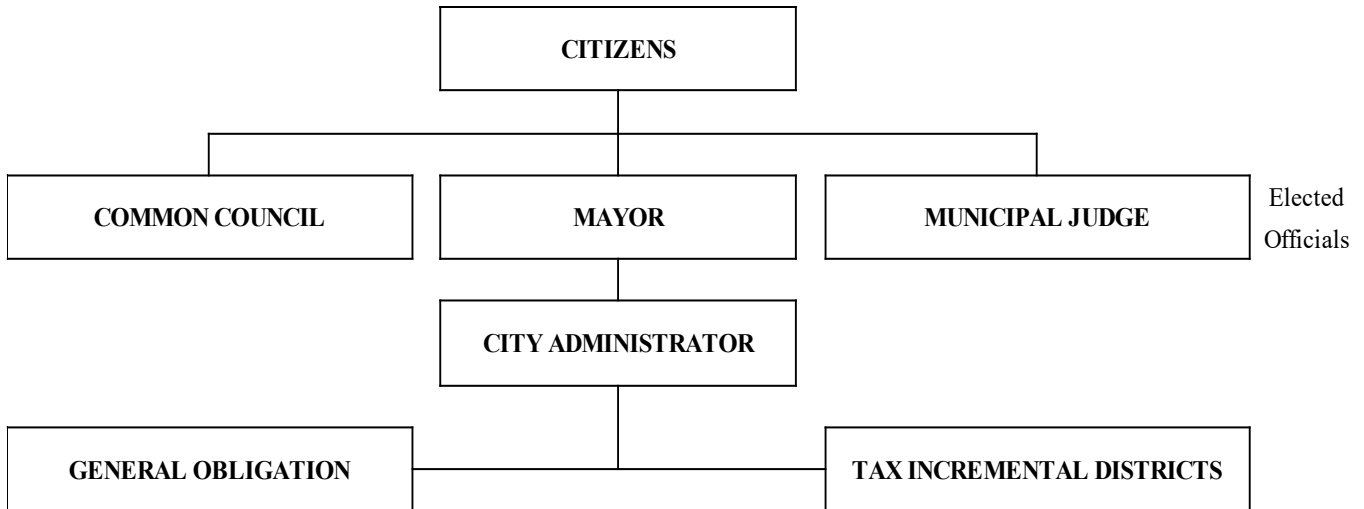 CITIZENS
COMMON COUNCIL
MAYOR
MUNICIPAL JUDGE
Elected
Officials
CITY ADMINISTRATOR
GENERAL OBLIGATION
TAX INCREMENTAL DISTRICTS